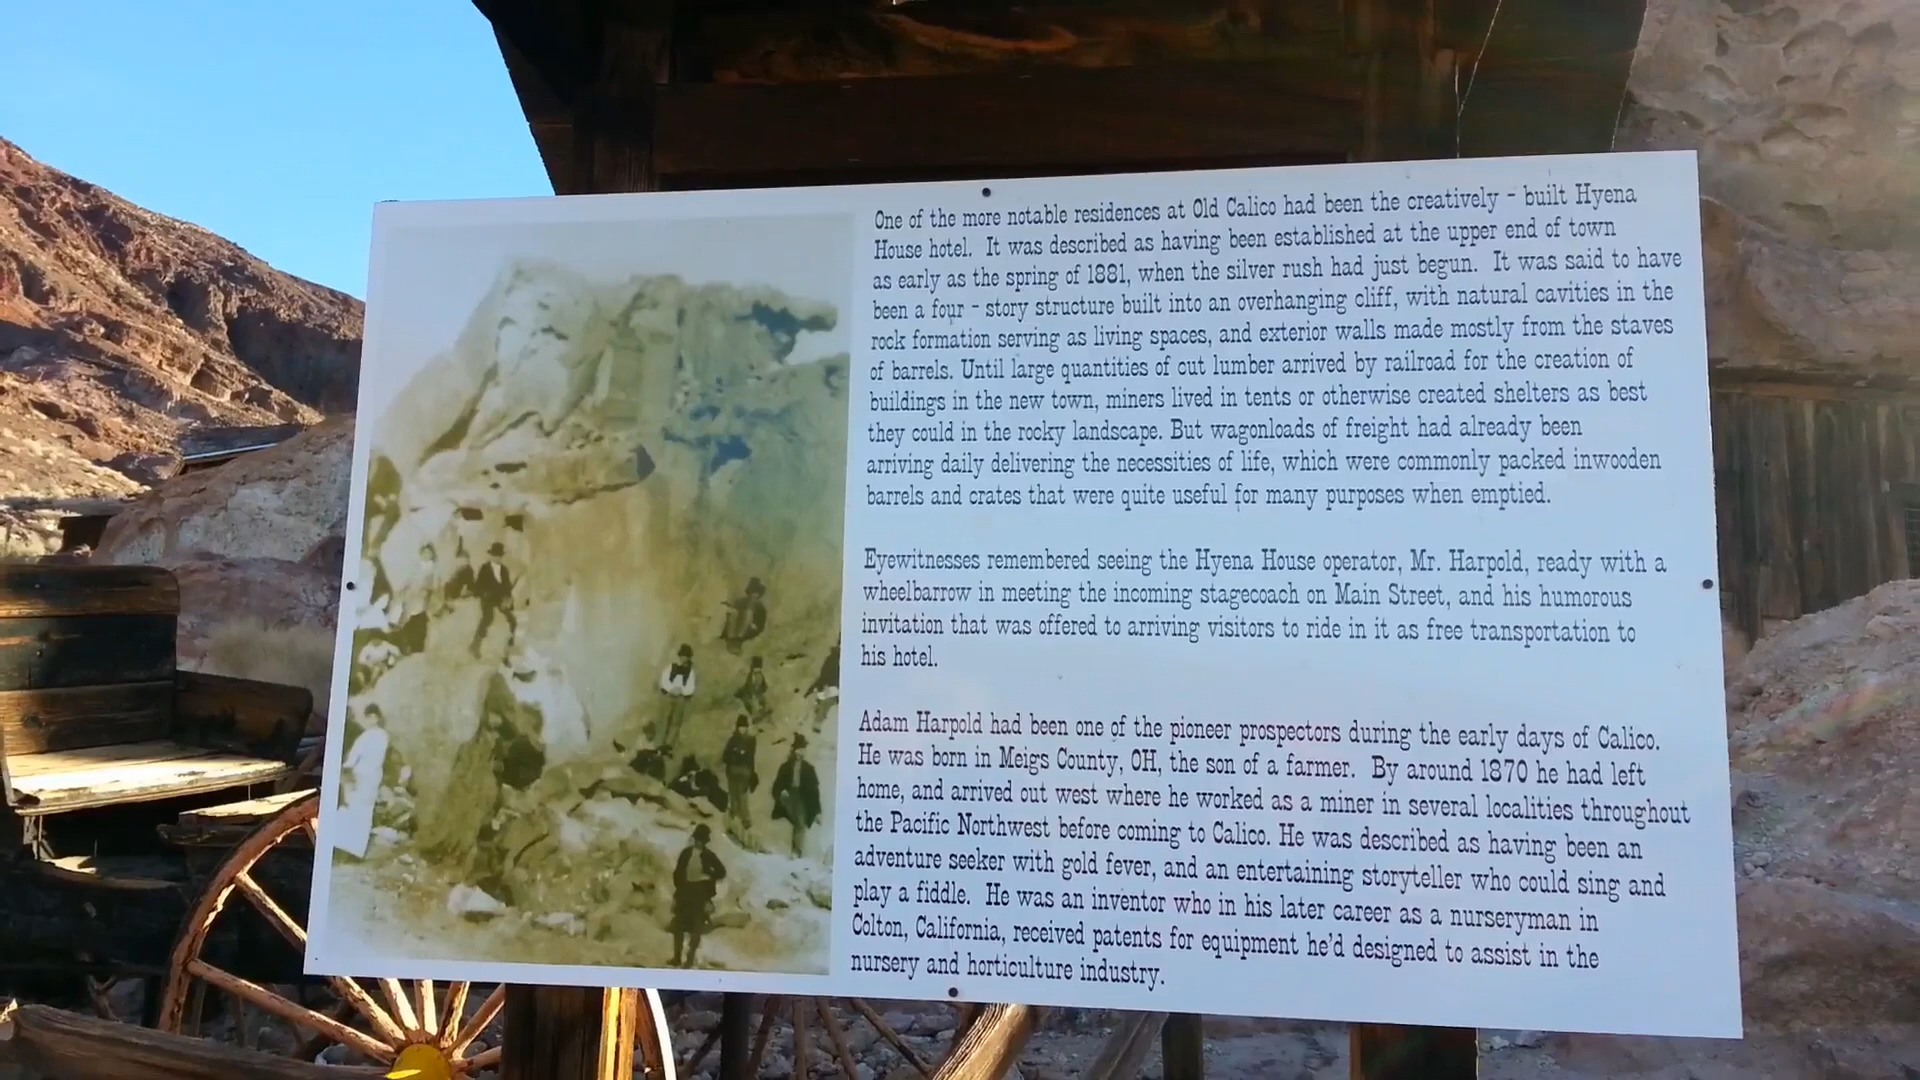 One of the more notable residences at Old Calico had been the creatively - built Hyena
House hotel. It was described as having been established at the upper end of town
as early as the spring of 1881, when the silver rush had just begun. It was said to have
been a four - story structure built into an overhanging cliff, with natural cavities in the
rock formation serving as living spaces, and exterior walls made mostly from the staves
of barrels. Until large quantities of cut lumber arrived by railroad for the creation of
buildings in the new town, miners lived in tents or otherwise created shelters as best
they could in the rocky landscape. But wagonloads of freight had already been
arriving daily delivering the necessities of life, which were commonly packed inwooden
barrels and crates that were quite useful for many purposes when emptied.
Eyewitnesses remembered seeing the Hyena House operator, Mr. Harpold, ready with a
wheelbarrow in meeting the incoming stagecoach on Main Street, and his humorous
invitation that was offered to arriving visitors to ride in it as free transportation to
his hotel.
Adam Harpold had been one of the pioneer prospectors during the early days of Calico.
He was born in Meigs County, OH, the son of a farmer. By around 1870 he had left
home, and arrived out west where he worked as a miner in several localities throughout
the Pacific Northwest before coming to Calico. He was described as having been an
adventure seeker with gold fever, and an entertaining storyteller who could sing and
play a fiddle. He was an inventor who in his later career as a nurseryman in
Colton, California, received patents for equipment he'd designed to assist in the
nursery and horticulture industry.